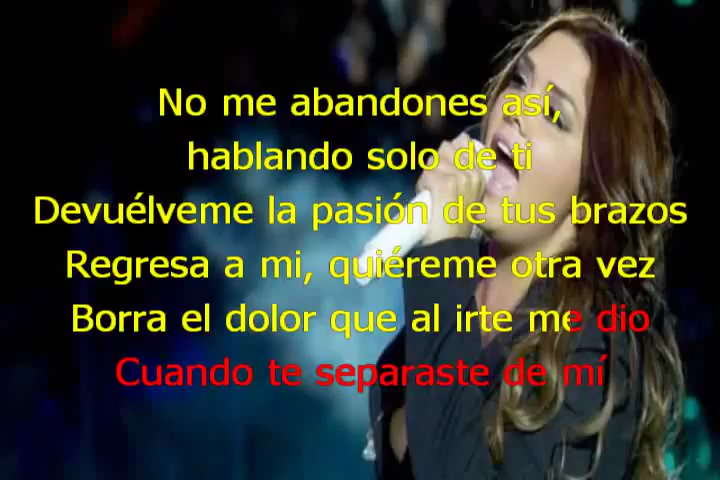 No me abandones así,
hablando solo de ti
Devuélveme la pasión de tus brazos
Regresa a mi, quiéreme otra vez
Borra el dolor que al irte me dio
Cuando te separaste de mí